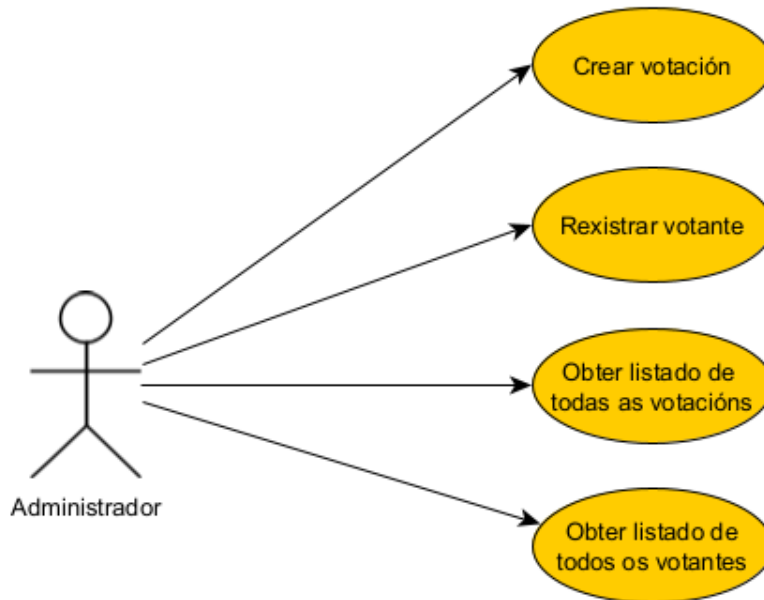 Crear votación
Rexistrar votante
Obter listado de
todas as votacións
Administrador
Obter listado de
todos os votantes